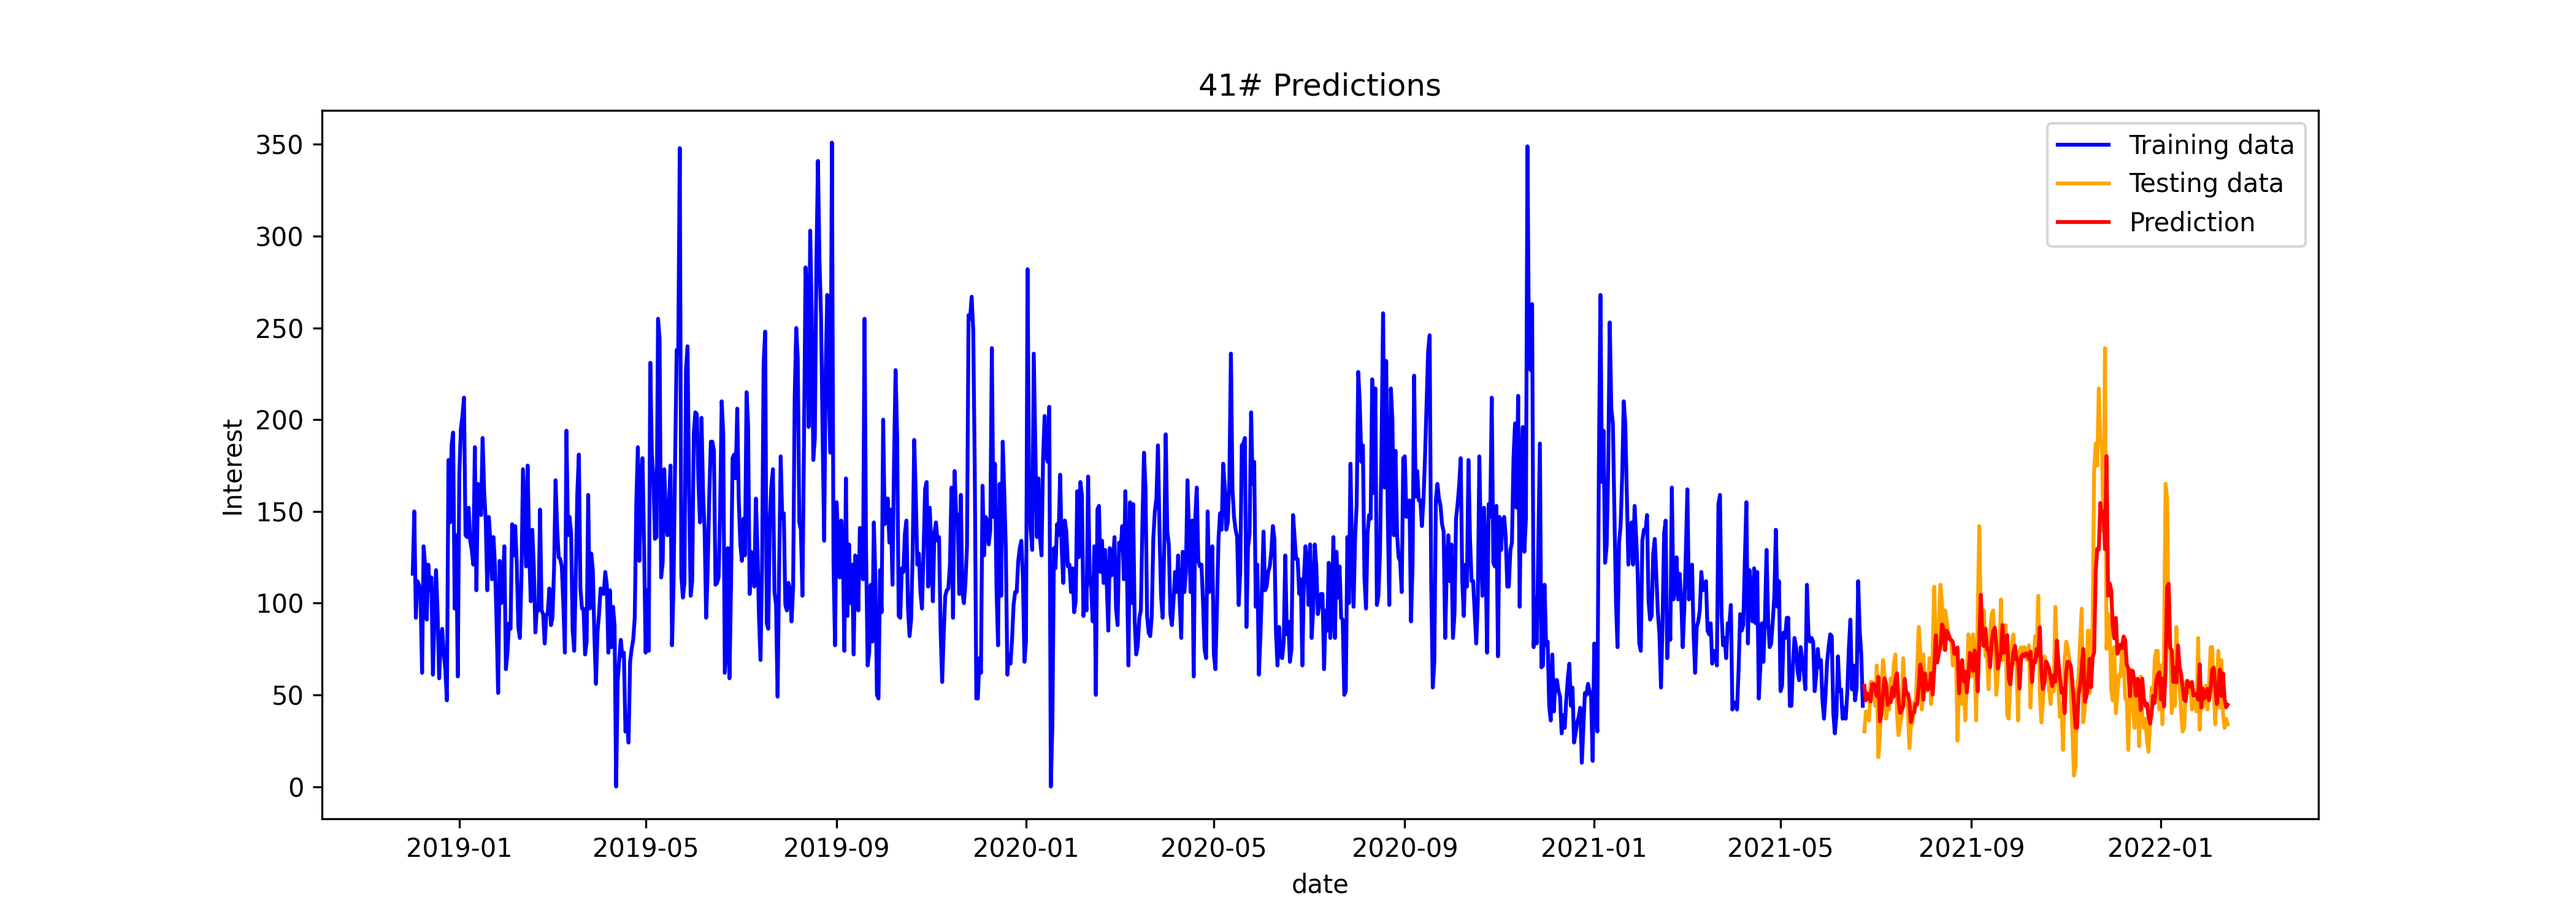 41# Predictions
350
300
250
200
150
100
50
0
Interest
Training data
Testing data
Prediction
2019-01 2019-05 2019-09 2020-01 2020-05 2020-09 2021-01 2021-05 2021-09 2022-01
date